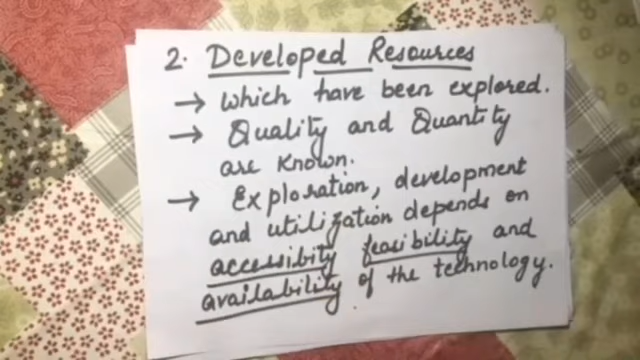 2. Developed Resources
→ which have been explored.
→ Quality and Quantity
are known.
→ Exploration, development
and utilization depends on
accessibity feasibility and
availability of the technology.